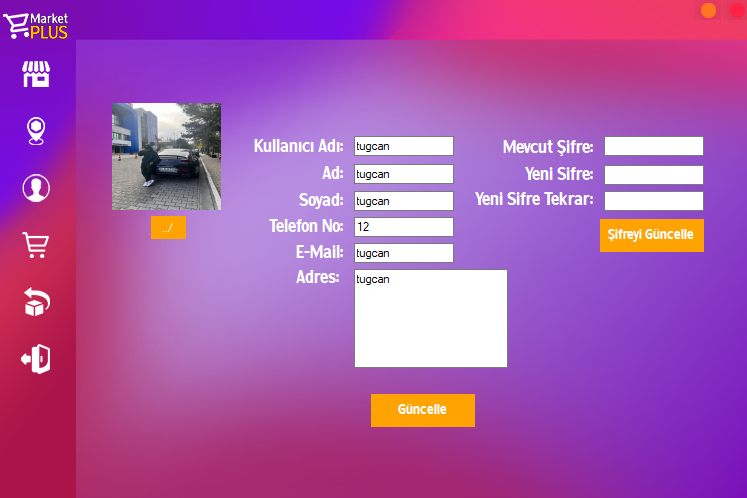 Market
PLUS
Kullanıcı Adı: tugcan
Ad: tugcan
Soyad: tugcan
Telefon No: 12
E-Mail: tugcan
Adres: tugcan
../
Güncelle
Mevcut Şifre:
Yeni Sifre:
Yeni Sifre Tekrar:
Şifreyi Güncelle